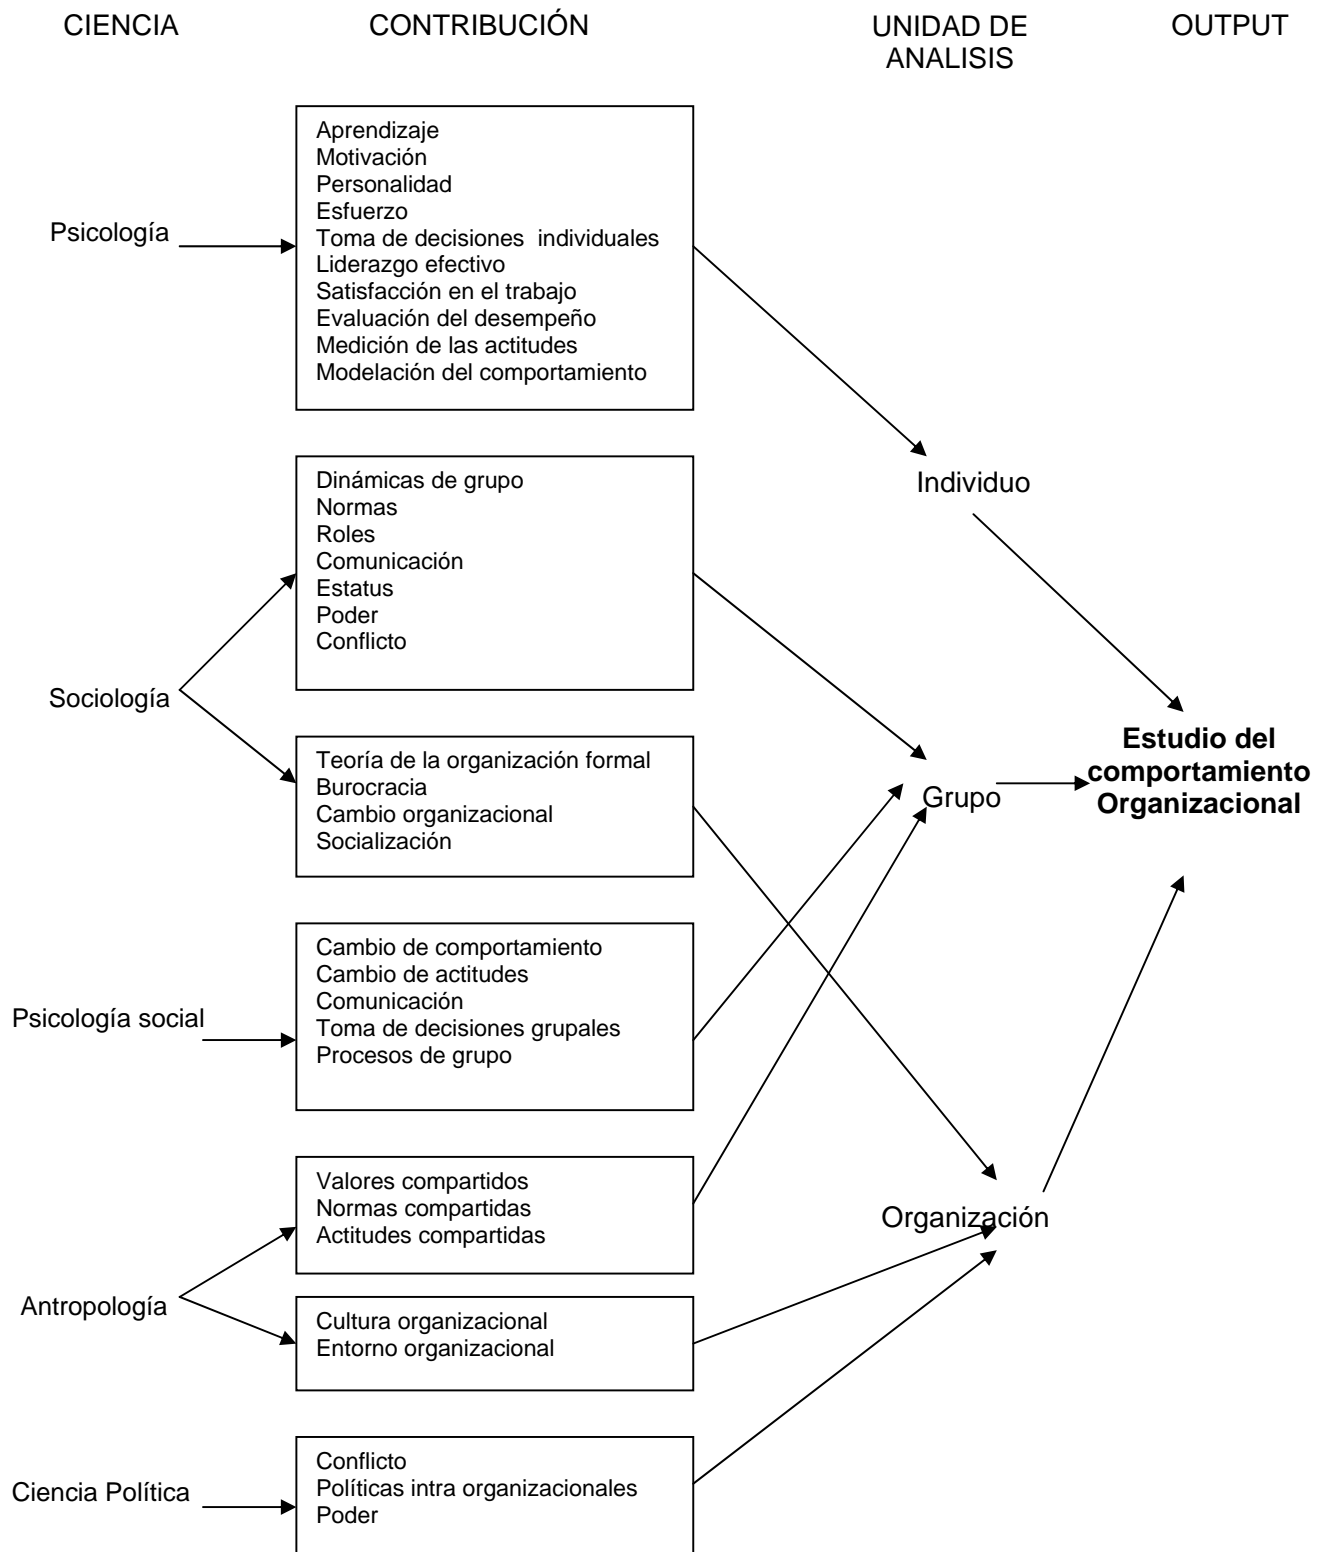 CIENCIA
CONTRIBUCIÓN
UNIDAD DE
ANALISIS
OUTPUT
Psicología
Aprendizaje
Motivación
Personalidad
Esfuerzo
Toma de decisiones  individuales
Liderazgo efectivo
Satisfacción en el trabajo
Evaluación del desempeño
Medición de las actitudes
Modelación del comportamiento
Individuo
Sociología
Dinámicas de grupo
Normas
Roles
Comunicación
Estatus
Poder
Conflicto
Teoría de la organización formal
Burocracia
Cambio organizacional
Socialización
Grupo
Estudio del
comportamiento
Organizacional
Psicología social
Cambio de comportamiento
Cambio de actitudes
Comunicación
Toma de decisiones grupales
Procesos de grupo
Antropología
Valores compartidos
Normas compartidas
Actitudes compartidas
Cultura organizacional
Entorno organizacional
Organización
Ciencia Política
Conflicto
Políticas intra organizacionales
Poder